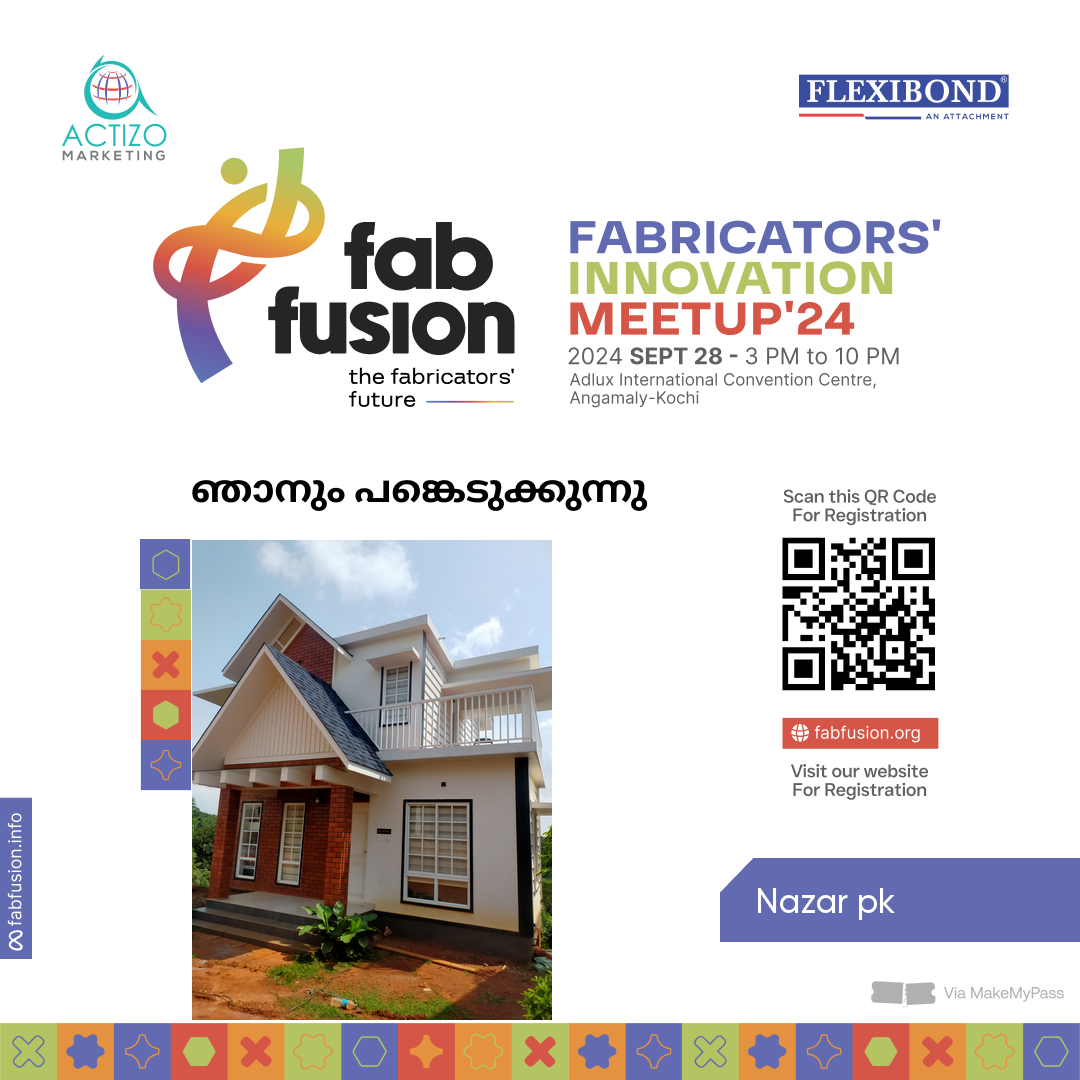 ACTIZO
MARKETING
FLEXIBOND®
AN ATTACHMENT
fab
fusion
the fabricators'
future
FABRICATORS'
INNOVATION
MEETUP'24
2024 SEPT 28 - 3 PM to 10 PM
Adlux International Convention Centre,
Angamaly-Kochi
ഞാനും പങ്കെടുക്കുന്നു
Scan this QR Code
For Registration
fabfusion.org
Visit our website
For Registration
fabfusion.info
Nazar pk
Via MakeMyPass